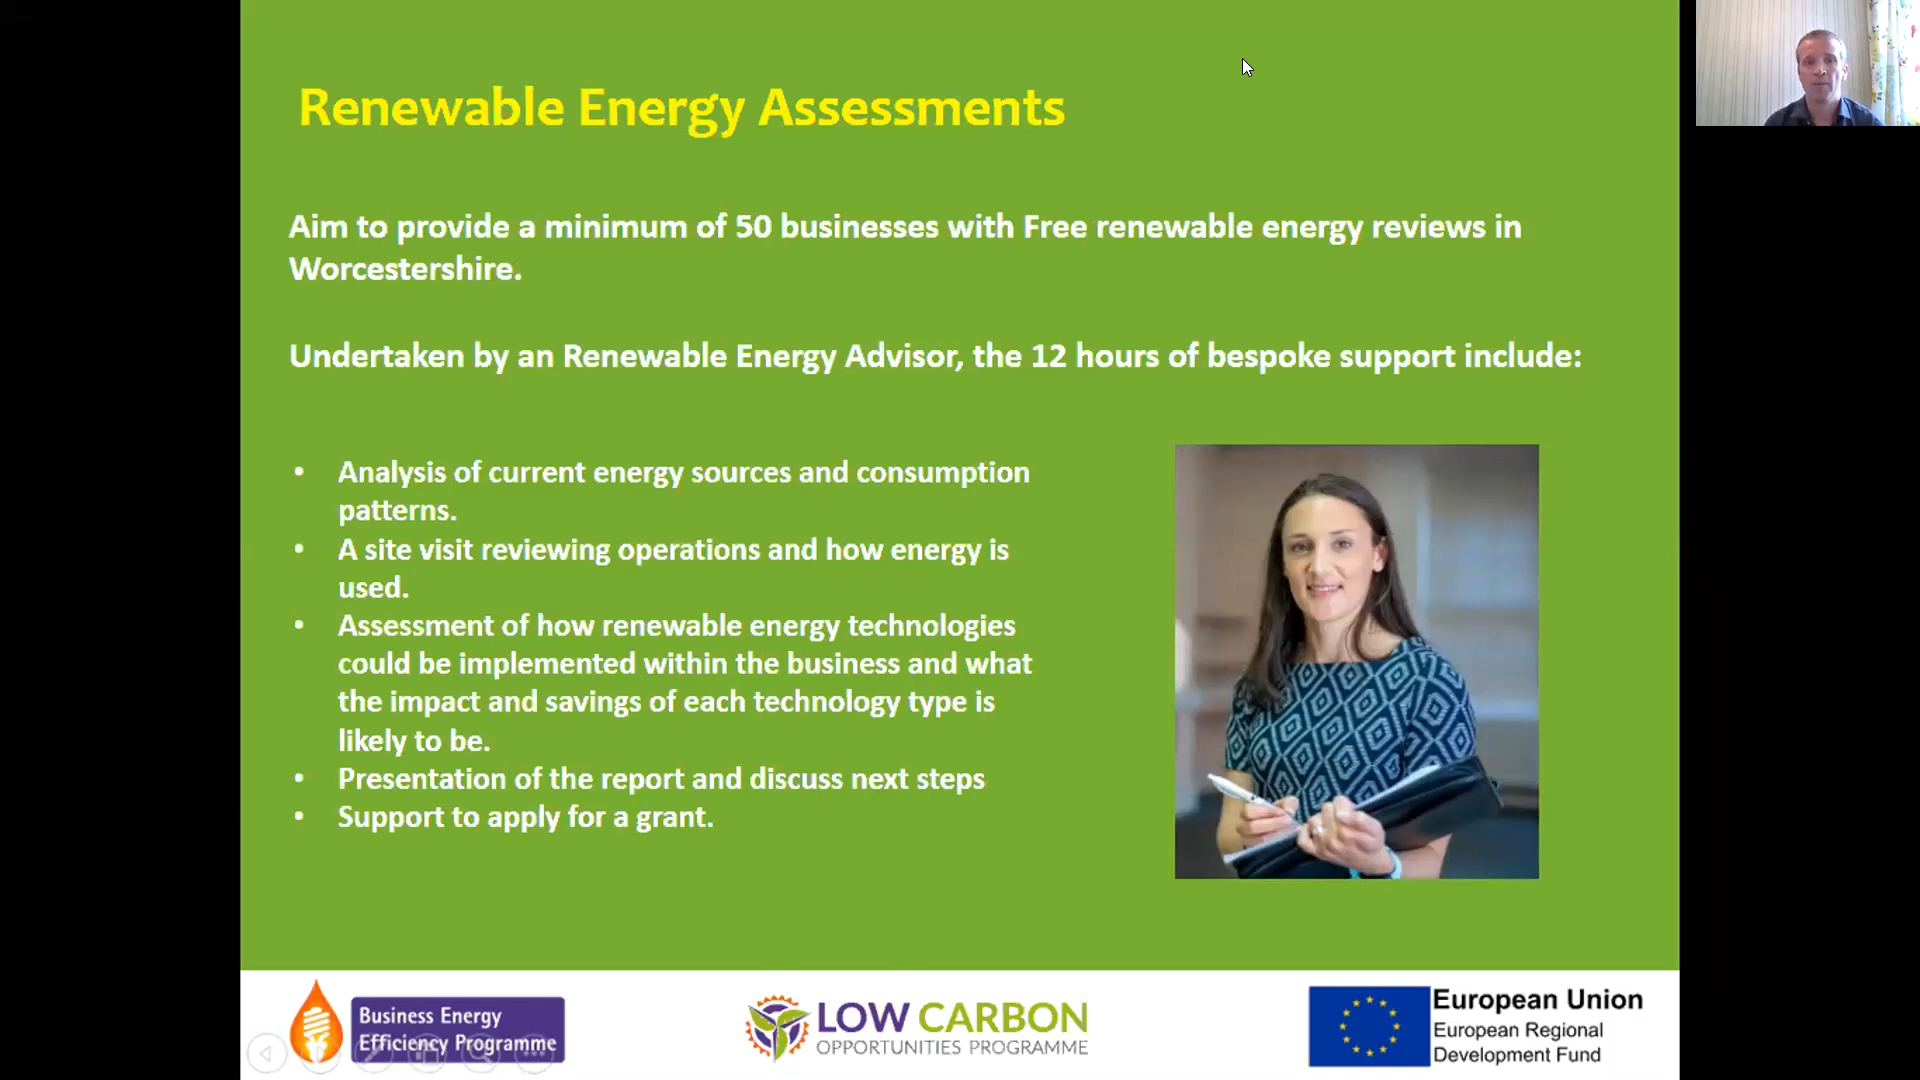 Renewable Energy Assessments
Aim to provide a minimum of 50 businesses with Free renewable energy reviews in
Worcestershire.
Undertaken by an Renewable Energy Advisor, the 12 hours of bespoke support include:
• Analysis of current energy sources and consumption
patterns.
• A site visit reviewing operations and how energy is
used.
• Assessment of how renewable energy technologies
could be implemented within the business and what
the impact and savings of each technology type is
likely to be.
• Presentation of the report and discuss next steps
• Support to apply for a grant.
Business Energy
Efficiency Programme
LOW CARBON
OPPORTUNITIES PROGRAMME
European Union
European Regional
Development Fund